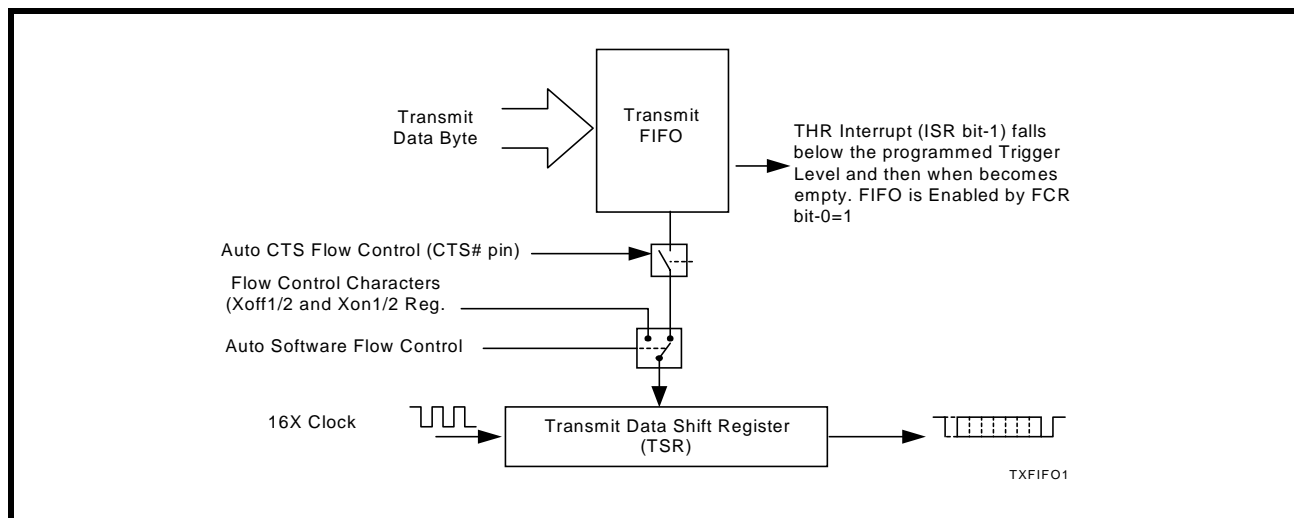 Transmit
Data Byte
Transmit
FIFO
THR Interrupt (ISR bit-1) falls
below the programmed Trigger
Level and then when becomes
empty. FIFO is Enabled by FCR
bit-0=1
Auto CTS Flow Control (CTS# pin)
Flow Control Characters
(Xoff1/2 and Xon1/2 Reg.
Auto Software Flow Control
16X Clock
Transmit Data Shift Register
(TSR)
TXFIFO1